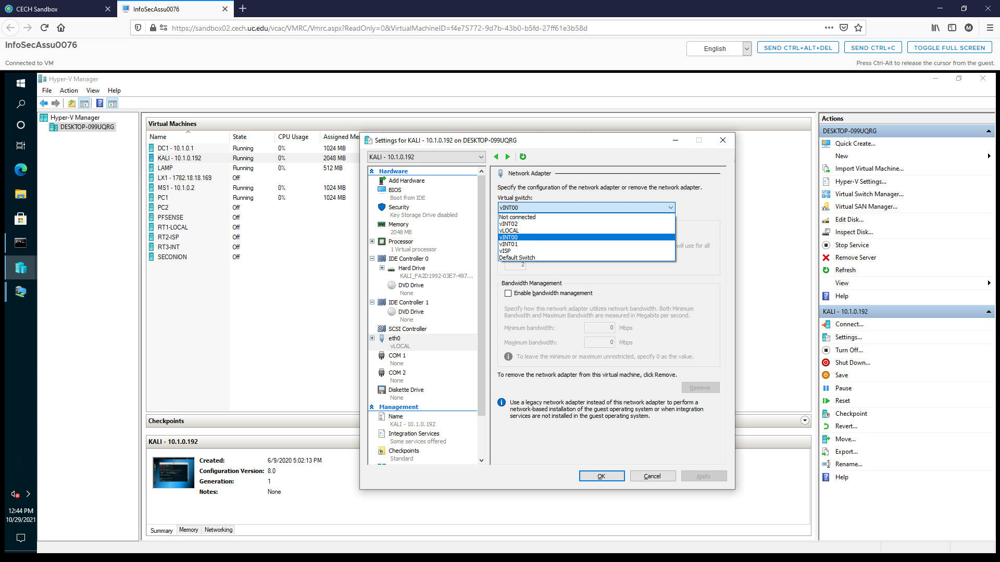 CECH Sandbox
InfoSecAssu0076
https://sandbox02.cech.uc.edu/vcac/VMRC/Vmrc.aspx?ReadOnly=0&VirtualMachineID=f4e75772-9d7b-43b0-b5fd-27ff61e3b58d
M
InfoSecAssu0076
English
SEND CTRL+ALT+DEL
SEND CTRL+C
TOGGLE FULL SCREEN
Connected to VM
Press Ctrl-Alt to release the cursor from the guest.
Hyper-V Manager
File Action View Help
Hyper-V Manager
DESKTOP-099UQRG
Virtual Machines
Name State CPU Usage Assigned Me
DC1 - 10.1.0.1 Running 0% 1024 MB
KALI - 10.1.0.192 Running 0% 2048 MB
LAMP Running 0% 512 MB
LX1 - 1782.18.18.169 Off
MS1 - 10.1.0.2 Running 0% 1024 MB
PC1 Running 0% 1024 MB
PC2 Off
PFSENSE Off
RT1-LOCAL Off
RT2-ISP Off
RT3-INT Off
SECONION Off
Checkpoints
KALI - 10.1.0.192
Created: 6/9/2020 5:02:13 PM
Configuration Version: 8.0
Generation: 1
Notes: None
Summary Memory Networking
Settings for KALI - 10.1.0.192 on DESKTOP-099UQRG
KALI - 10.1.0.192
Hardware
Add Hardware
BIOS
Boot from IDE
Security
Key Storage Drive disabled
Memory
2048 MB
Processor
1 Virtual processor
IDE Controller 0
Hard Drive
KALI_FA2D1992-03E7-497...
DVD Drive
None
IDE Controller 1
DVD Drive
None
SCSI Controller
eth0
vLOCAL
COM 1
None
COM 2
None
Diskette Drive
None
Management
Name
KALI - 10.1.0.192
Integration Services
Some services offered
Checkpoints
Standard
Network Adapter
Specify the configuration of the network adapter or remove the network adapter.
Virtual switch:
vINT00
Not connected
vINT02
vLOCAL
vINT00
vINT01
vISP
Default Switch
will use for all
2
Bandwidth Management
Enable bandwidth management
Specify how this network adapter utilizes network bandwidth. Both Minimum
Bandwidth and Maximum Bandwidth are measured in Megabits per second.
Minimum bandwidth: 0 Mbps
Maximum bandwidth: 0 Mbps
To leave the minimum or maximum unrestricted, specify 0 as the value.
To remove the network adapter from this virtual machine, click Remove.
Remove
Use a legacy network adapter instead of this network adapter to perform a
network-based installation of the guest operating system or when integration
services are not installed in the guest operating system.
OK Cancel Apply
Actions
DESKTOP-099UQRG
Quick Create...
New
Import Virtual Machine...
Hyper-V Settings...
Virtual Switch Manager...
Virtual SAN Manager...
Edit Disk...
Inspect Disk...
Stop Service
Remove Server
Refresh
View
Help
KALI - 10.1.0.192
Connect...
Settings...
Turn Off...
Shut Down...
Save
Pause
Reset
Checkpoint
Revert...
Move...
Export...
Rename...
Help
12:44 PM
10/29/2021